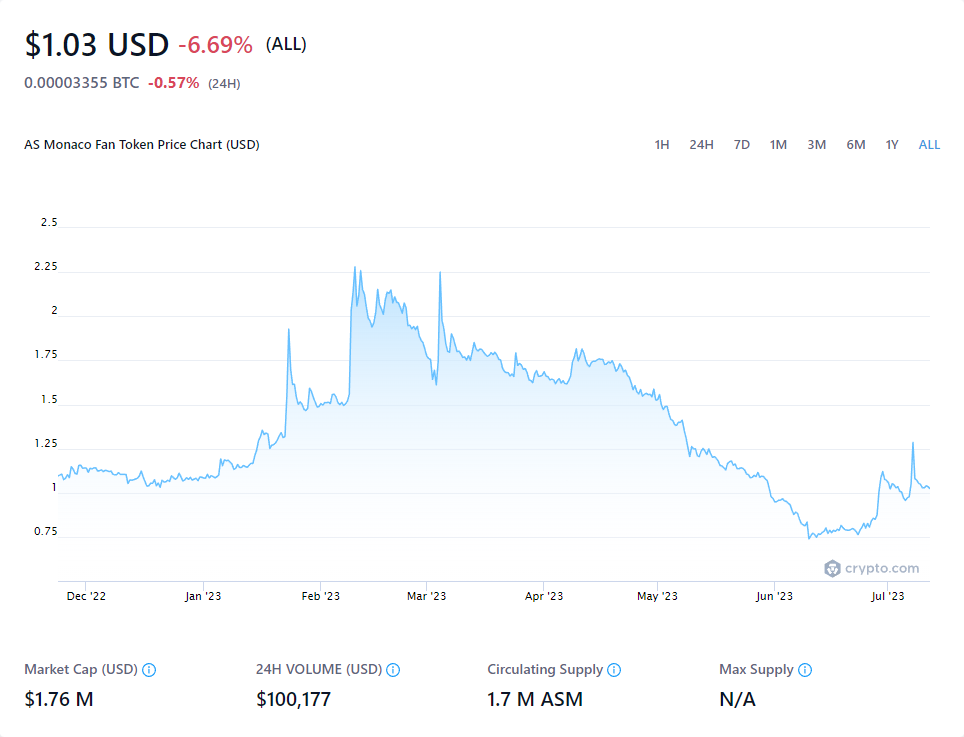 $1.03 USD -6.69% (ALL)
0.00003355 BTC -0.57% (24H)
AS Monaco Fan Token Price Chart (USD) 1H 24H 7D 1M 3M 6M 1Y ALL
2.5
2.25
2
1.75
1.5
1.25
1
0.75
crypto.com
Dec '22 Jan '23 Feb '23 Mar '23 Apr '23 May '23 Jun '23 Jul '23
Market Cap (USD) 24H VOLUME (USD) Circulating Supply Max Supply
$1.76 M $100,177 1.7 M ASM N/A